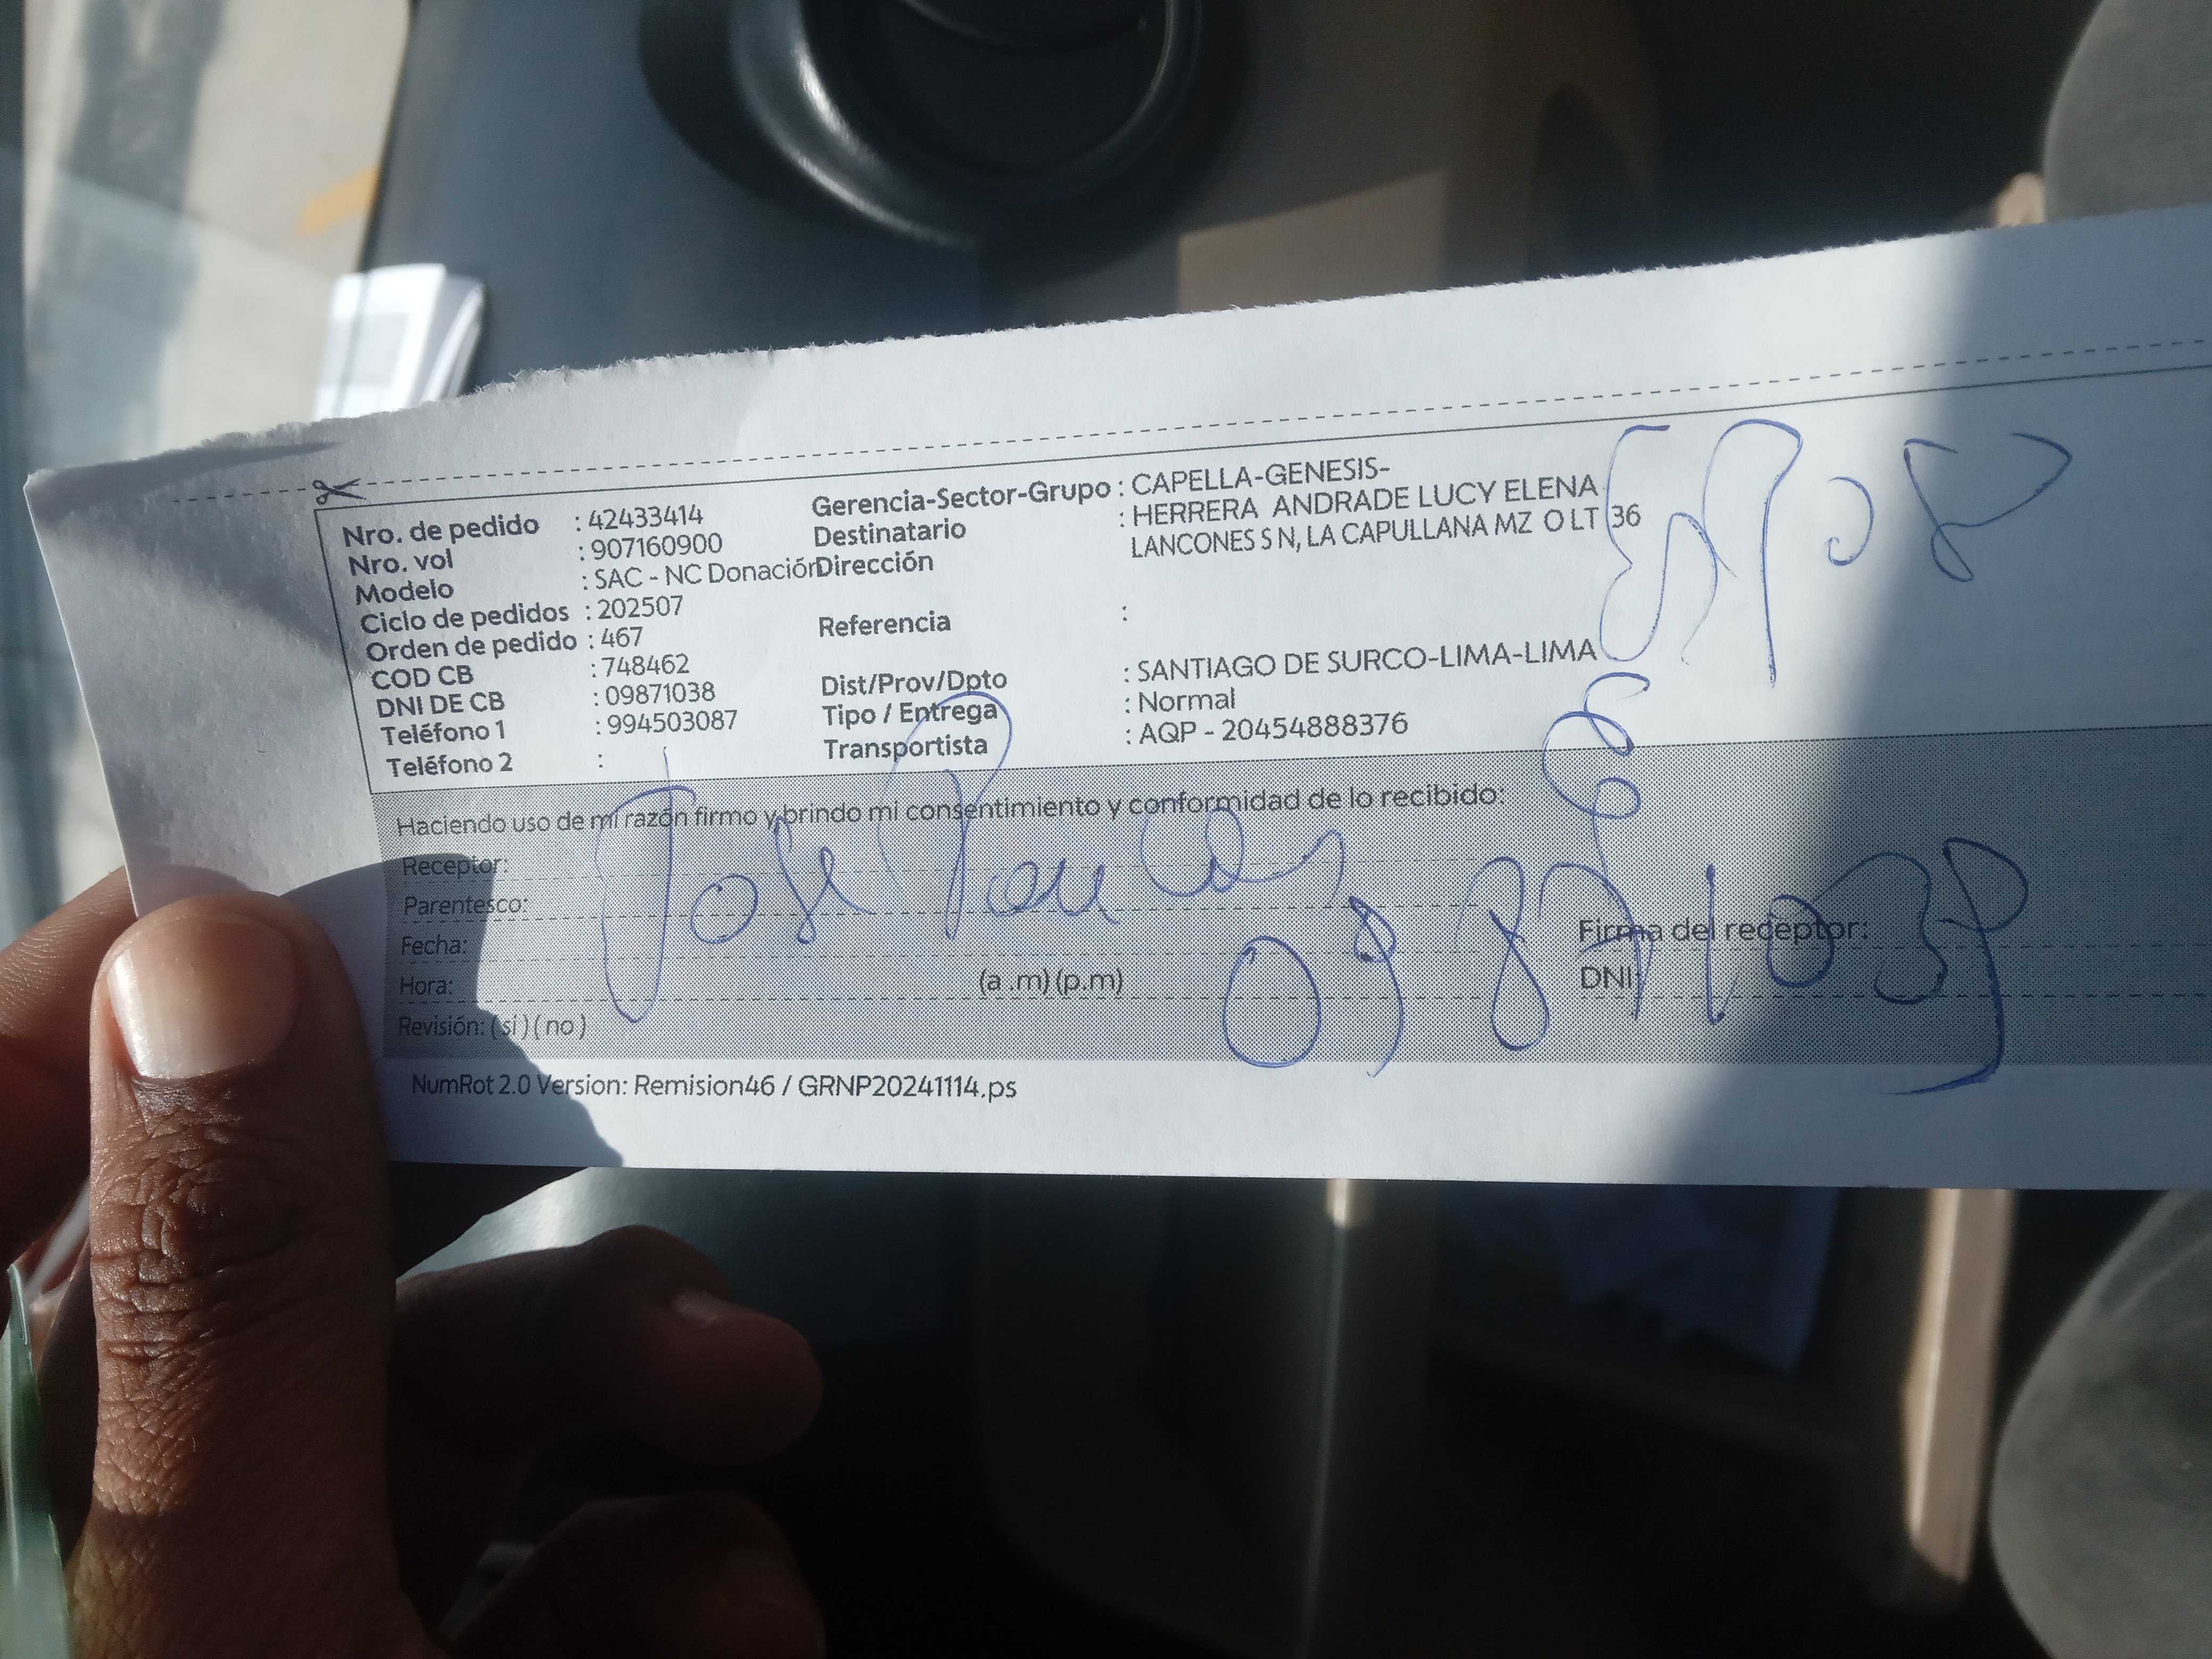 Nro. de pedido : 42433414
Nro. vol : 907160900
Modelo : SAC - NC Donación
Ciclo de pedidos : 202507
Orden de pedido : 467
COD CB : 748462
DNI DE CB : 09871038
Teléfono 1 : 994503087
Teléfono 2 :
Gerencia-Sector-Grupo : CAPELLA-GENESIS-
Destinatario : HERRERA ANDRADE LUCY ELENA
Dirección LANCONES S N, LA CAPULLANA MZ O LT 36
Referencia :
Dist/Prov/Dpto : SANTIAGO DE SURCO-LIMA-LIMA
Tipo / Entrega : Normal
Transportista : AQP - 20454888376
Haciendo uso de mi razón firmo y brindo mi consentimiento y conformidad de lo recibido:
Receptor:
Parentesco:
Fecha:
Hora: (a .m) (p.m)
Revisión: ( si ) ( no )
Jose
Firma del receptor:
DNI:
NumRot 2.0 Version: Remision46 / GRNP20241114.ps